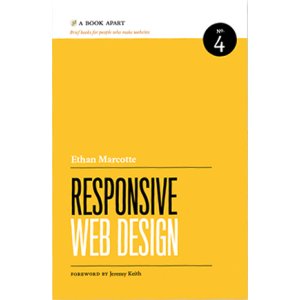 A BOOK APART
Brief books for people who make websites
No.
4
Ethan Marcotte
RESPONSIVE
WEB DESIGN
FOREWORD BY Jeremy Keith